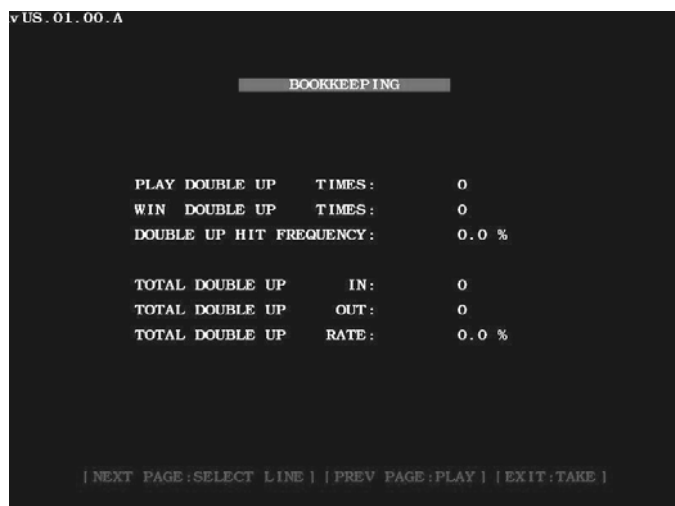 v US.01.00.A
BOOKKEEPING
PLAY DOUBLE UP TIMES: 0
WIN DOUBLE UP TIMES: 0
DOUBLE UP HIT FREQUENCY: 0.0 %
TOTAL DOUBLE UP IN: 0
TOTAL DOUBLE UP OUT: 0
TOTAL DOUBLE UP RATE: 0.0 %
[NEXT PAGE:SELECT LINE] [PREV PAGE:PLAY] [EXIT:TAKE]